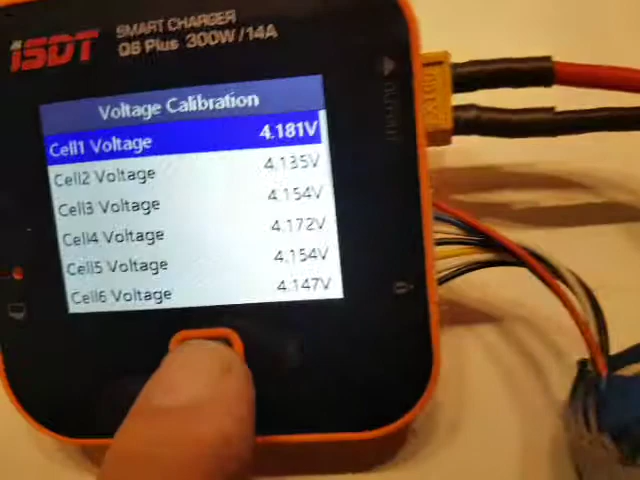 iSDT
SMART CHARGER
Q6 Plus 300W/14A
Voltage Calibration
Cell1 Voltage 4.181V
Cell2 Voltage 4.135V
Cell3 Voltage 4.154V
Cell4 Voltage 4.172V
Cell5 Voltage 4.154V
Cell6 Voltage 4.147V
OUTPUT